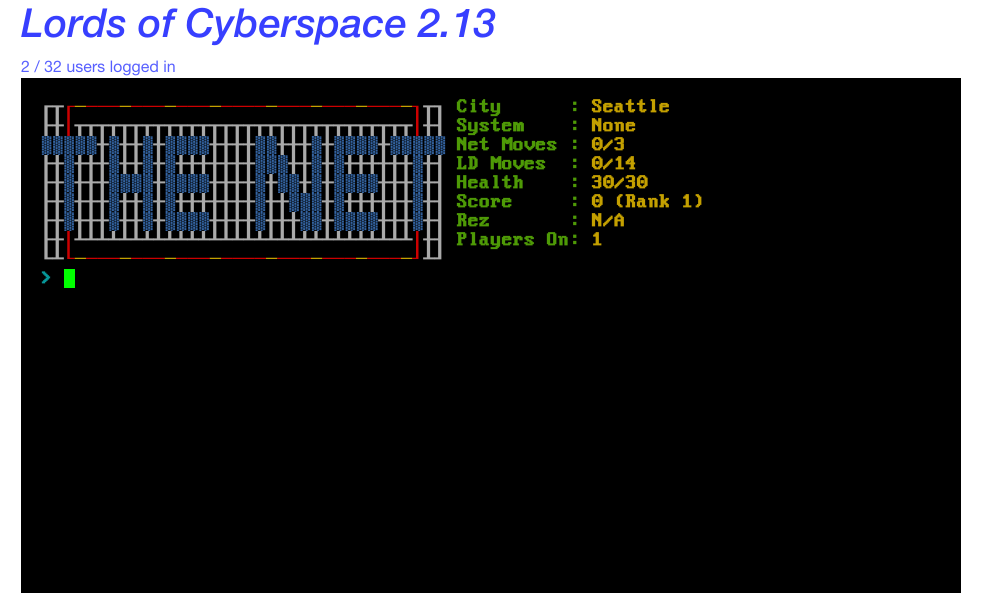 Lords of Cyberspace 2.13
2 / 32 users logged in
THE NET
City : Seattle
System : None
Net Moves : 0/3
LD Moves : 0/14
Health : 30/30
Score : 0 (Rank 1)
Rez : N/A
Players On: 1
>